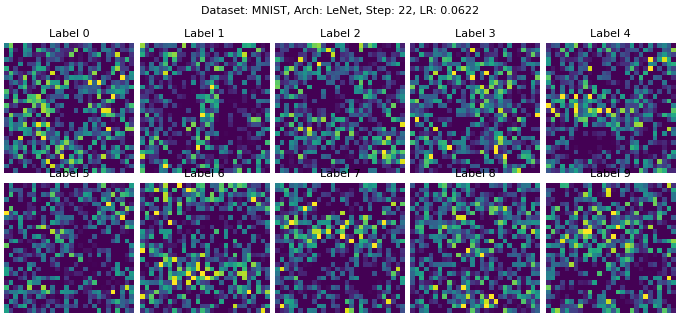 Dataset: MNIST, Arch: LeNet, Step: 22, LR: 0.0622
Label 0 Label 1 Label 2 Label 3 Label 4
Label 5 Label 6 Label 7 Label 8 Label 9